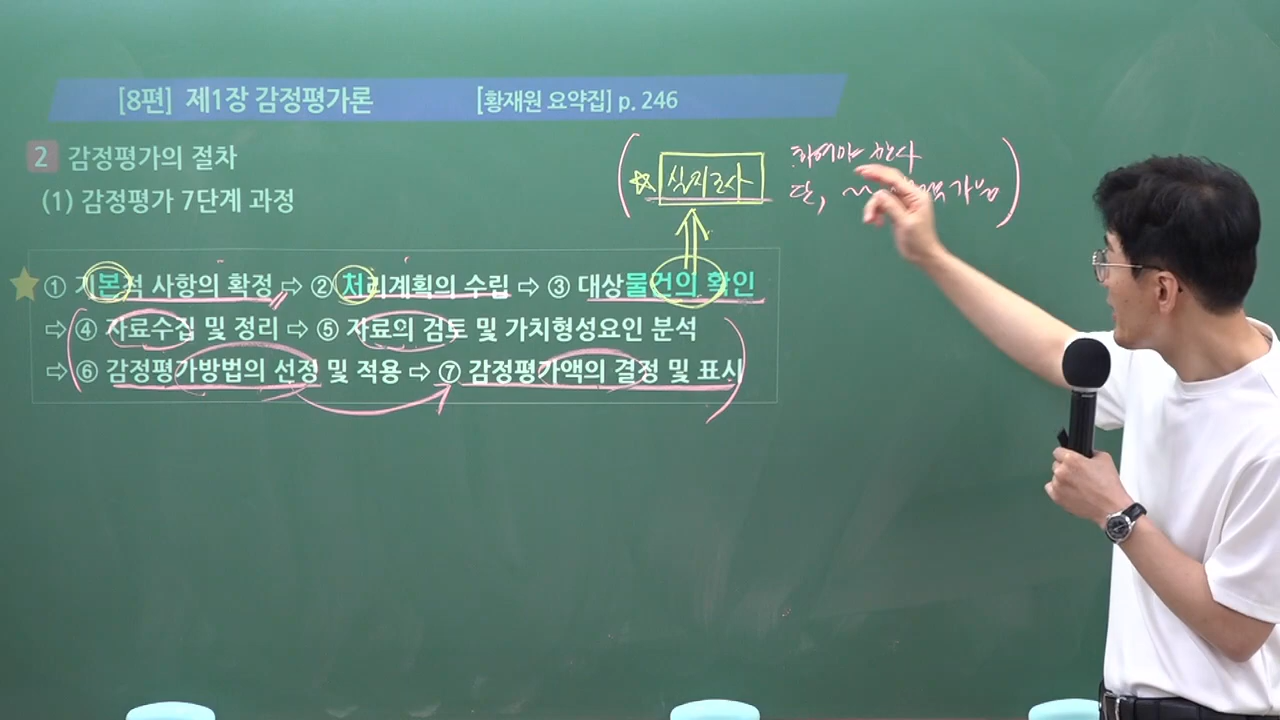 [8편] 제1장 감정평가론 [황재원 요약집] p. 246
2 감정평가의 절차
(1) 감정평가 7단계 과정
하여야 한다
☆ 실지조사
단, ~ 가능
① 기본적 사항의 확정 ⇨ ② 처리계획의 수립 ⇨ ③ 대상물건의 확인
⇨ ④ 자료수집 및 정리 ⇨ ⑤ 자료의 검토 및 가치형성요인 분석
⇨ ⑥ 감정평가방법의 선정 및 적용 ⇨ ⑦ 감정평가액의 결정 및 표시